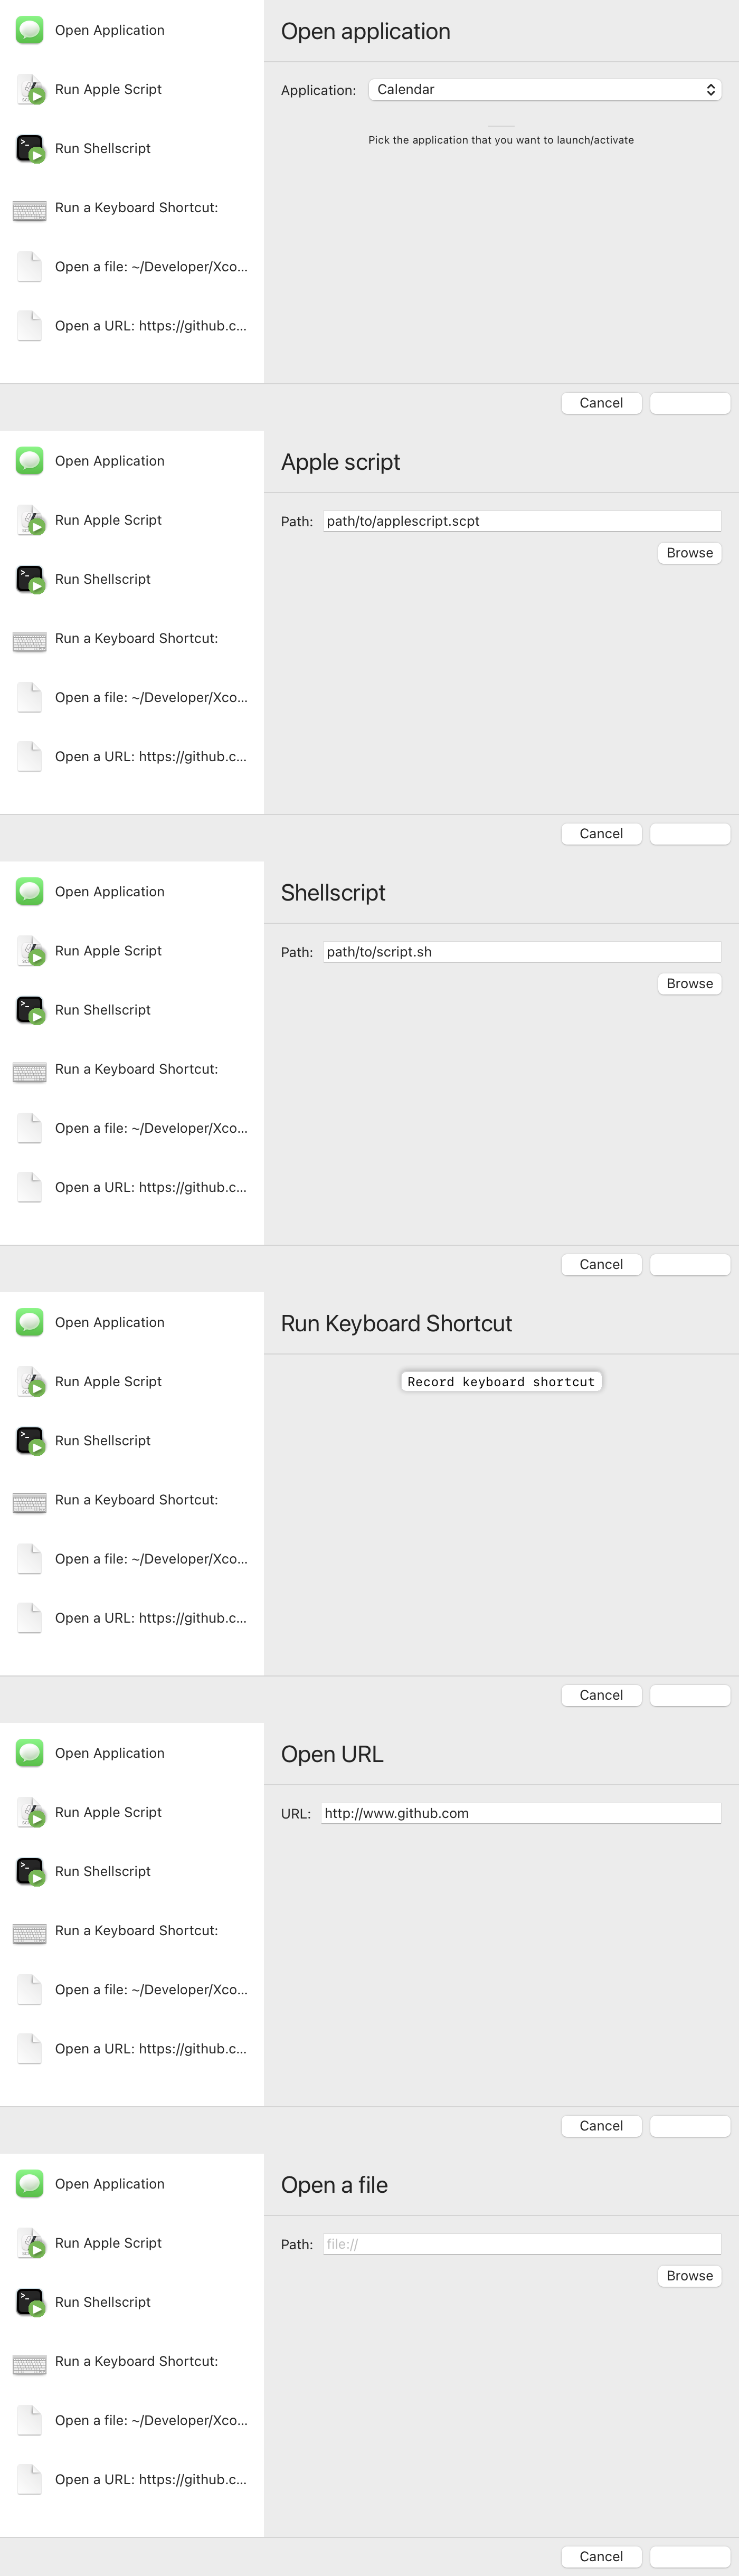 Open Application
Run Apple Script
Run Shellscript
Run a Keyboard Shortcut:
Open a file: ~/Developer/Xco...
Open a URL: https://github.c...
Open application
Application: Calendar
Pick the application that you want to launch/activate
Cancel
Open Application
Run Apple Script
Run Shellscript
Run a Keyboard Shortcut:
Open a file: ~/Developer/Xco...
Open a URL: https://github.c...
Apple script
Path: path/to/applescript.scpt
Browse
Cancel
Open Application
Run Apple Script
Run Shellscript
Run a Keyboard Shortcut:
Open a file: ~/Developer/Xco...
Open a URL: https://github.c...
Shellscript
Path: path/to/script.sh
Browse
Cancel
Open Application
Run Apple Script
Run Shellscript
Run a Keyboard Shortcut:
Open a file: ~/Developer/Xco...
Open a URL: https://github.c...
Run Keyboard Shortcut
Record keyboard shortcut
Cancel
Open Application
Run Apple Script
Run Shellscript
Run a Keyboard Shortcut:
Open a file: ~/Developer/Xco...
Open a URL: https://github.c...
Open URL
URL: http://www.github.com
Cancel
Open Application
Run Apple Script
Run Shellscript
Run a Keyboard Shortcut:
Open a file: ~/Developer/Xco...
Open a URL: https://github.c...
Open a file
Path: file://
Browse
Cancel